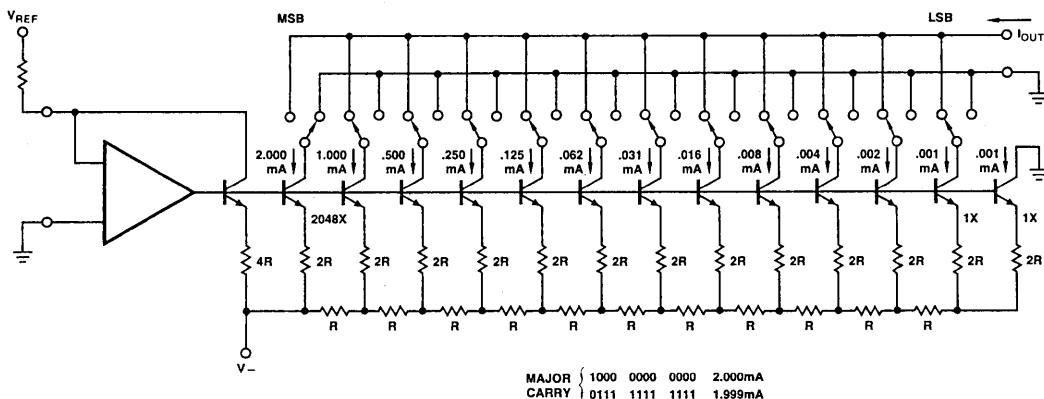 MSB
LSB
VREF
IOUT
2.000 mA
1.000 mA
.500 mA
.250 mA
.125 mA
.062 mA
.031 mA
.016 mA
.008 mA
.004 mA
.002 mA
.001 mA
.001 mA
2048X
1X
1X
4R
2R
2R
2R
2R
2R
2R
2R
2R
2R
2R
2R
2R
2R
R
R
R
R
R
R
R
R
R
R
R
V–
MAJOR CARRY
1000 0000 0000 2.000mA
0111 1111 1111 1.999mA